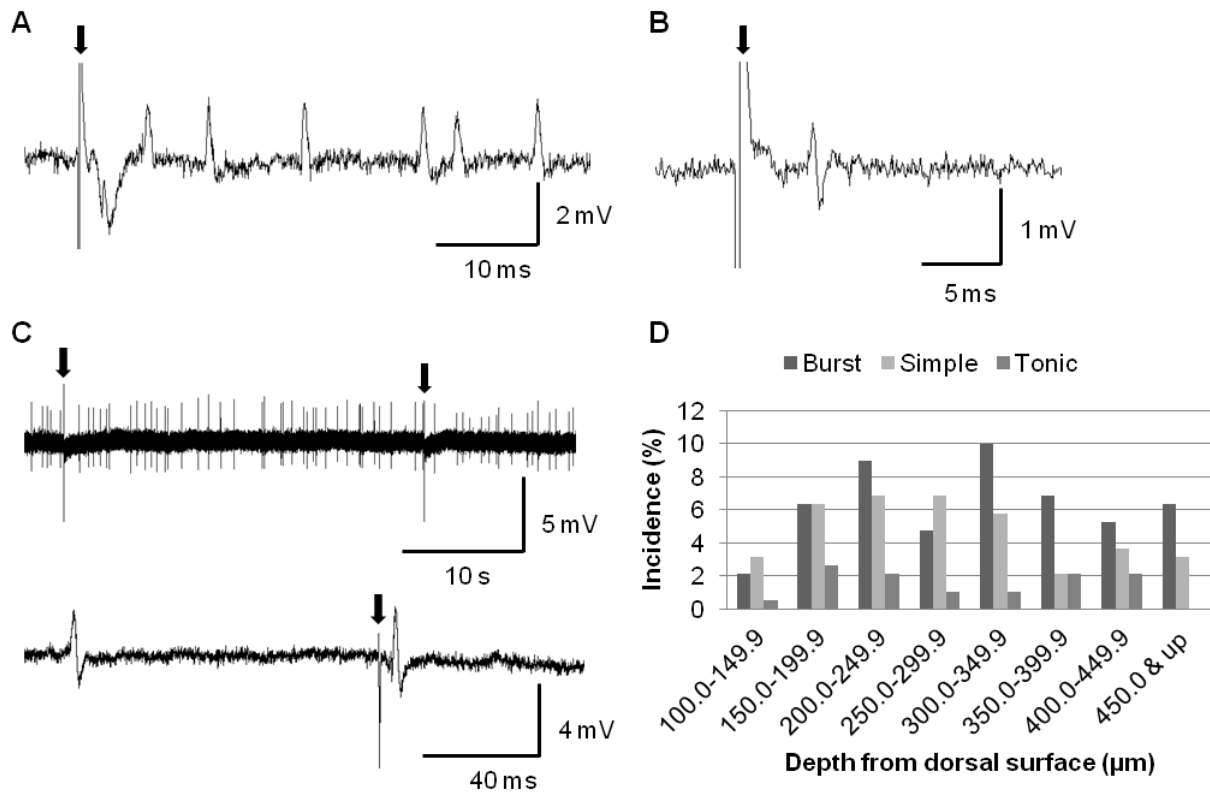 A
2 mV
10 ms
B
1 mV
5 ms
C
5 mV
10 s
4 mV
40 ms
D
Burst Simple Tonic
Incidence (%)
12
10
8
6
4
2
0
100.0-149.9
150.0-199.9
200.0-249.9
250.0-299.9
300.0-349.9
350.0-399.9
400.0-449.9
450.0 & up
Depth from dorsal surface (µm)